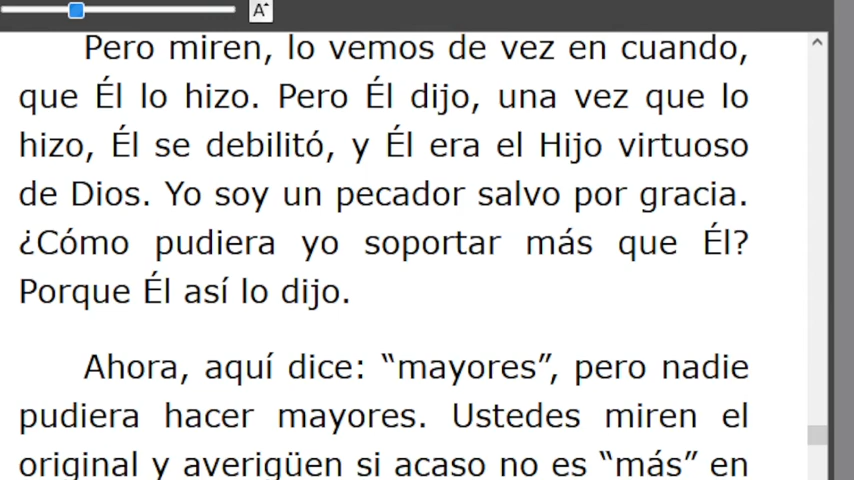 A
Pero miren, lo vemos de vez en cuando,
que Él lo hizo. Pero Él dijo, una vez que lo
hizo, Él se debilitó, y Él era el Hijo virtuoso
de Dios. Yo soy un pecador salvo por gracia.
¿Cómo pudiera yo soportar más que Él?
Porque Él así lo dijo.
Ahora, aquí dice: “mayores”, pero nadie
pudiera hacer mayores. Ustedes miren el
original y averigüen si acaso no es “más” en